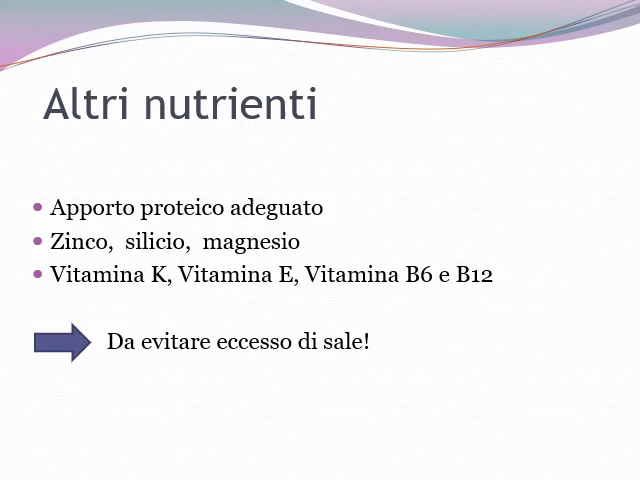 Altri nutrienti
Apporto proteico adeguato
Zinco, silicio, magnesio
Vitamina K, Vitamina E, Vitamina B6 e B12
Da evitare eccesso di sale!